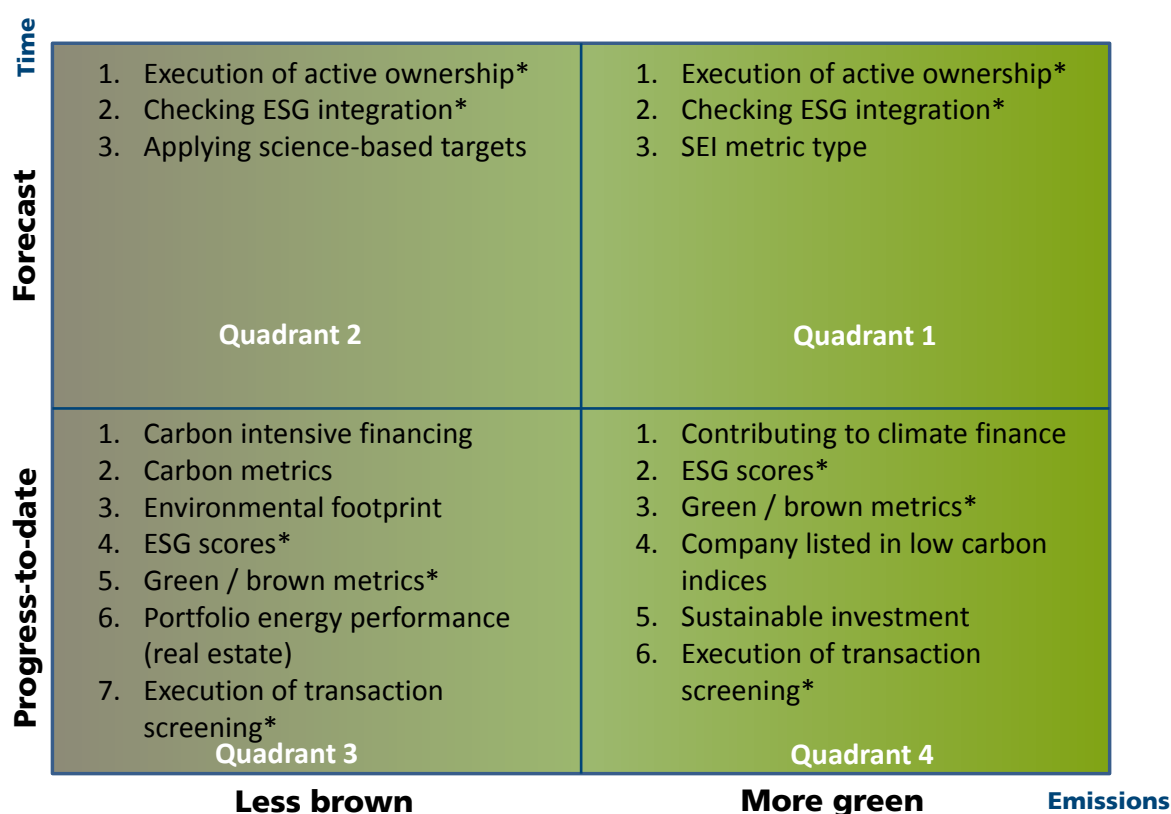 Time
Forecast
1. Execution of active ownership*
2. Checking ESG integration*
3. Applying science-based targets
Quadrant 2
1. Execution of active ownership*
2. Checking ESG integration*
3. SEI metric type
Quadrant 1
Progress-to-date
1. Carbon intensive financing
2. Carbon metrics
3. Environmental footprint
4. ESG scores*
5. Green / brown metrics*
6. Portfolio energy performance
(real estate)
7. Execution of transaction
screening*
Quadrant 3
1. Contributing to climate finance
2. ESG scores*
3. Green / brown metrics*
4. Company listed in low carbon
indices
5. Sustainable investment
6. Execution of transaction
screening*
Quadrant 4
Less brown
More green
Emissions